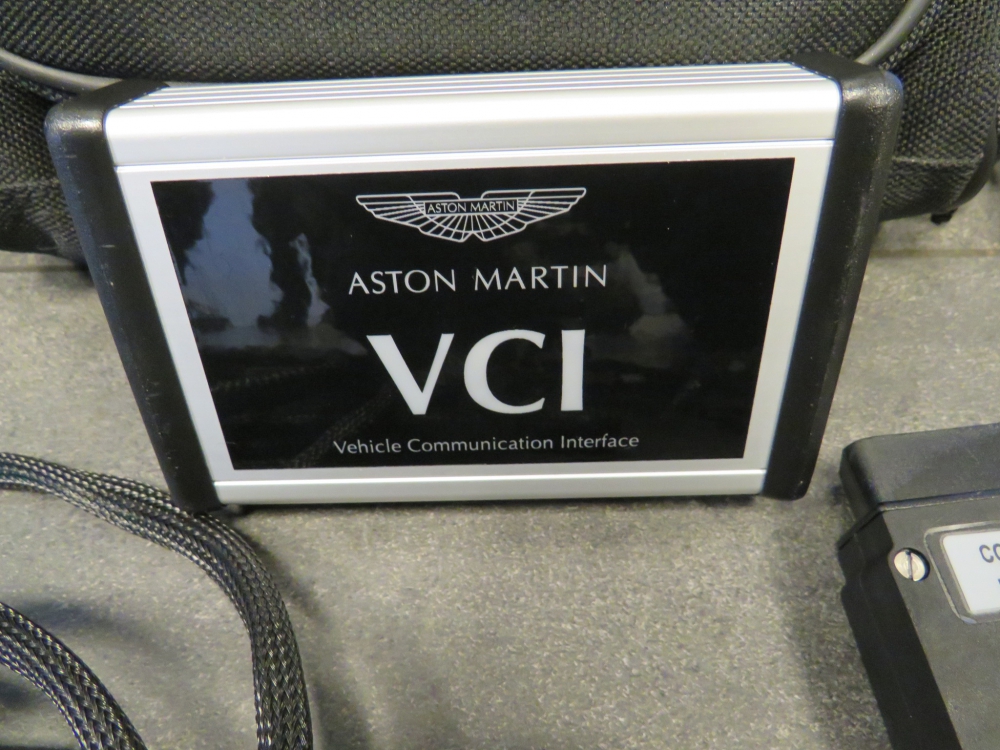 ASTON MARTIN
ASTON MARTIN
VCI
Vehicle Communication Interface